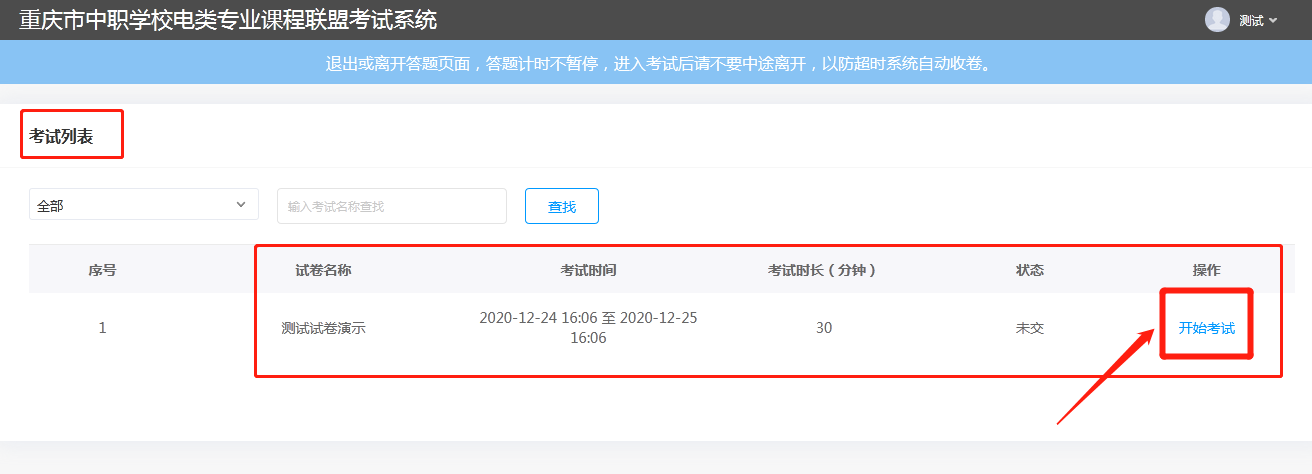 重庆市中职学校电类专业课程联盟考试系统
测试
退出或离开答题页面，答题计时不暂停，进入考试后请不要中途离开，以防超时系统自动收卷。
考试列表
全部
输入考试名称查找
查找
序号
试卷名称
考试时间
考试时长（分钟）
状态
操作
1
测试试卷演示
2020-12-24 16:06 至 2020-12-25
16:06
30
未交
开始考试